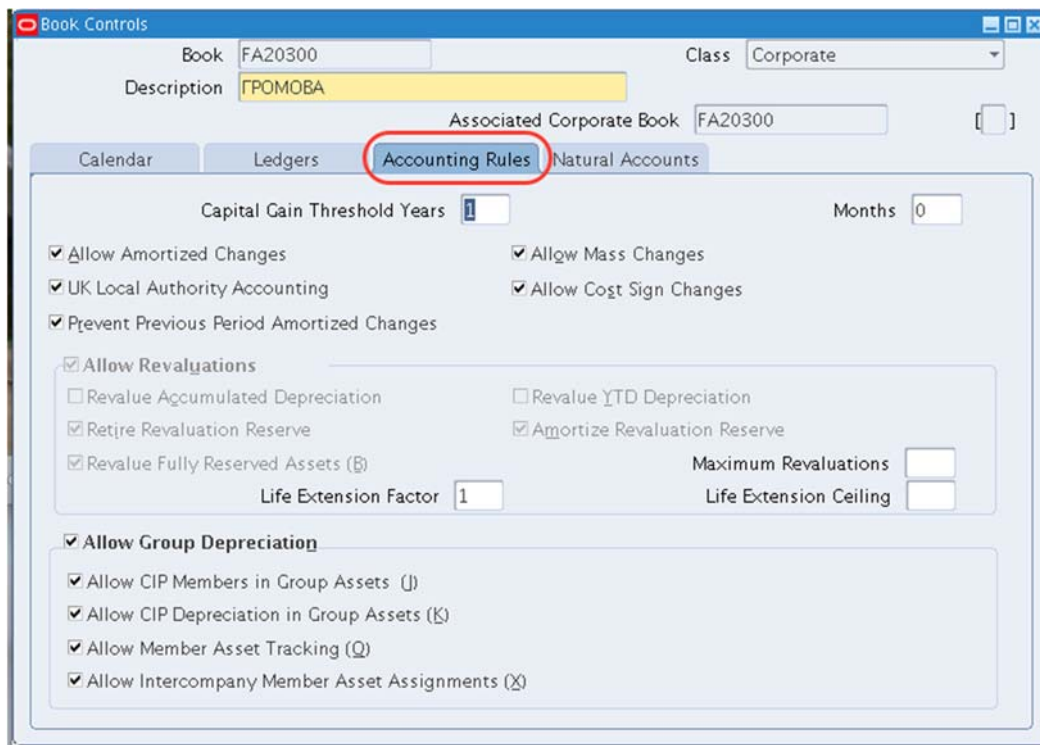 Book Controls
Book FA20300 Class Corporate
Description ГРОМОВА
Associated Corporate Book FA20300 [ ]
Calendar Ledgers Accounting Rules Natural Accounts
Capital Gain Threshold Years 1 Months 0
Allow Amortized Changes Allow Mass Changes
UK Local Authority Accounting Allow Cost Sign Changes
Prevent Previous Period Amortized Changes
Allow Revaluations
Revalue Accumulated Depreciation Revalue YTD Depreciation
Retire Revaluation Reserve Amortize Revaluation Reserve
Revalue Fully Reserved Assets (B) Maximum Revaluations
Life Extension Factor 1 Life Extension Ceiling
Allow Group Depreciation
Allow CIP Members in Group Assets (J)
Allow CIP Depreciation in Group Assets (K)
Allow Member Asset Tracking (Q)
Allow Intercompany Member Asset Assignments (X)